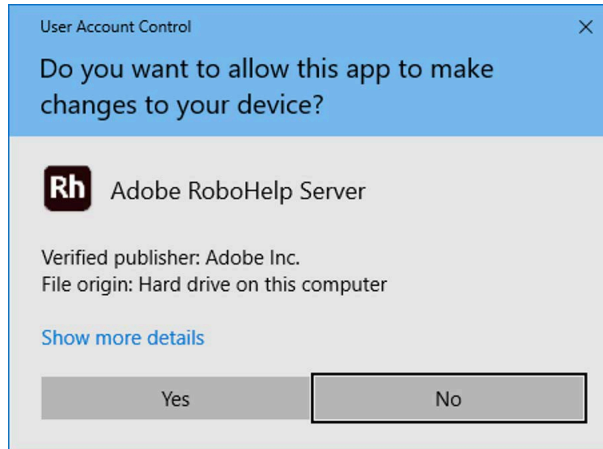 User Account Control
Do you want to allow this app to make
changes to your device?
Rh
Adobe RoboHelp Server
Verified publisher: Adobe Inc.
File origin: Hard drive on this computer
Show more details
Yes
No